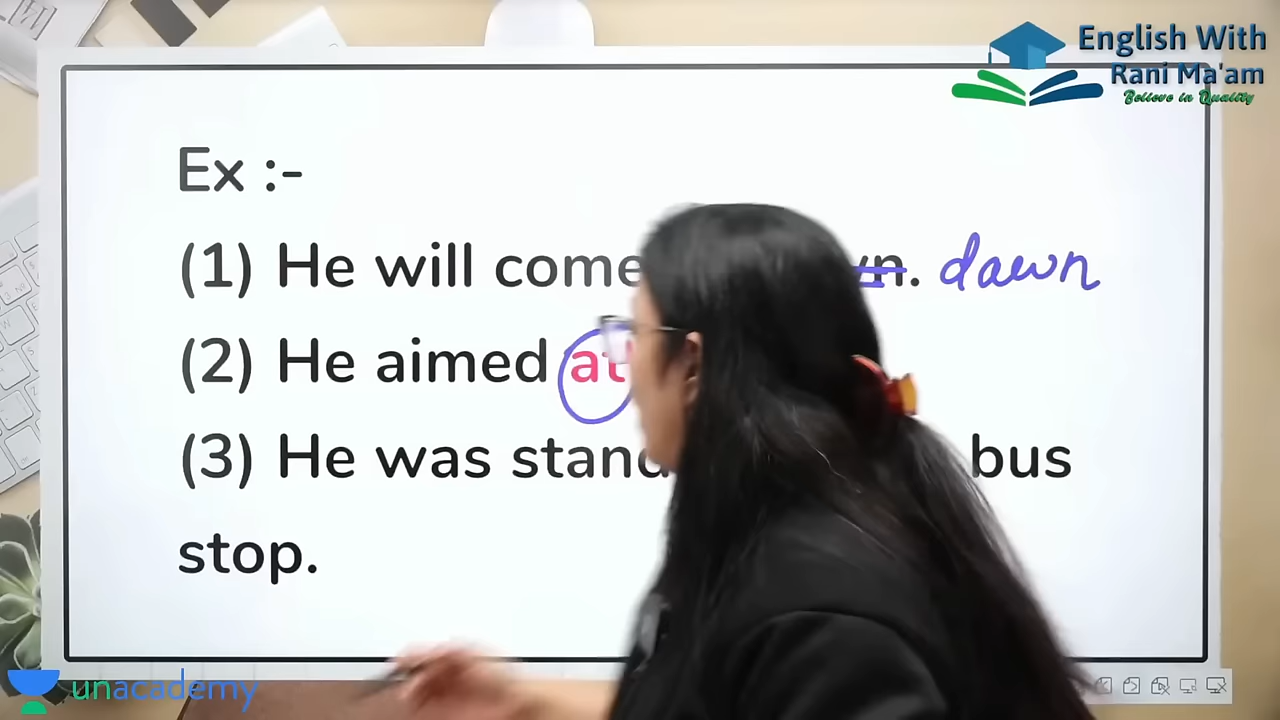 English With
Rani Ma'am
Believe in Quality
Ex :-
(1) He will come . dawn
(2) He aimed at
(3) He was stand bus
stop.
unacademy